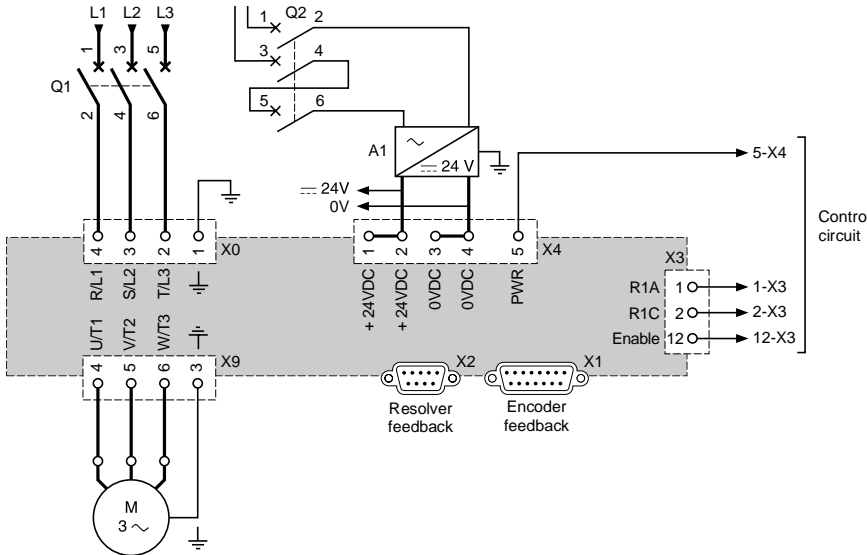 L1 L2 L3
1 3 5
Q1
2 4 6
Q2
1 2
3 4
5 6
A1
24 V
24V
0V
5-X4
Contro
circuit
4 3 2 1 X0
R/L1 S/L2 T/L3
1 2 3 4 5 X4
+24VDC +24VDC 0VDC 0VDC PWR
X3
R1A 1 1-X3
R1C 2 2-X3
Enable 12 12-X3
U/T1 V/T2 W/T3
4 5 6 3 X9
X2
X1
Resolver
feedback
Encoder
feedback
M
3